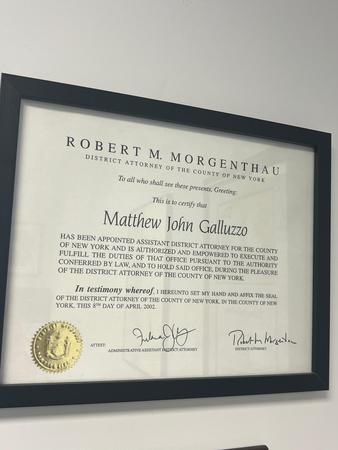 ROBERT M. MORGENTHAU
DISTRICT ATTORNEY OF THE COUNTY OF NEW YORK
To all who shall see these presents, Greeting:
This is to certify that
Matthew John Galluzzo
HAS BEEN APPOINTED ASSISTANT DISTRICT ATTORNEY FOR THE COUNTY
OF NEW YORK AND IS AUTHORIZED AND EMPOWERED TO EXECUTE AND
FULFILL THE DUTIES OF THAT OFFICE PURSUANT TO THE AUTHORITY
CONFERRED BY LAW, AND TO HOLD SAID OFFICE, DURING THE PLEASURE
OF THE DISTRICT ATTORNEY OF THE COUNTY OF NEW YORK.
In testimony whereof, I HEREUNTO SET MY HAND AND AFFIX THE SEAL
OF THE DISTRICT ATTORNEY OF NEW YORK, IN THE COUNTY OF NEW
YORK, THIS 8TH DAY OF APRIL 2002.
ATTEST:
ADMINISTRATIVE ASSISTANT DISTRICT ATTORNEY
Robert M. Morgenthau
DISTRICT ATTORNEY